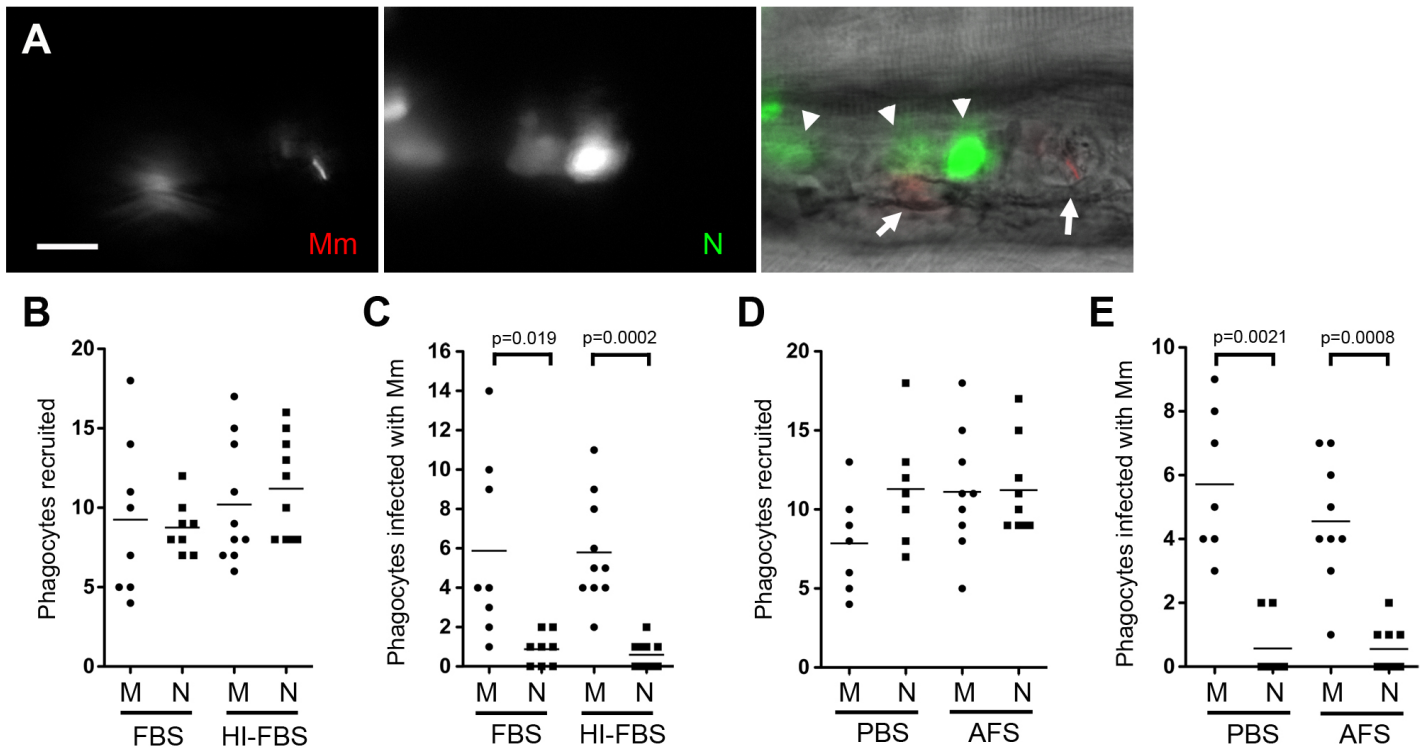 A
Mm
N
B
Phagocytes recruited
20
15
10
5
0
M N M N
FBS HI-FBS
C
Phagocytes infected with Mm
p=0.019 p=0.0002
16
14
12
10
8
6
4
2
0
M N M N
FBS HI-FBS
D
Phagocytes recruited
20
15
10
5
0
M N M N
PBS AFS
E
Phagocytes infected with Mm
p=0.0021 p=0.0008
10
8
6
4
2
0
M N M N
PBS AFS